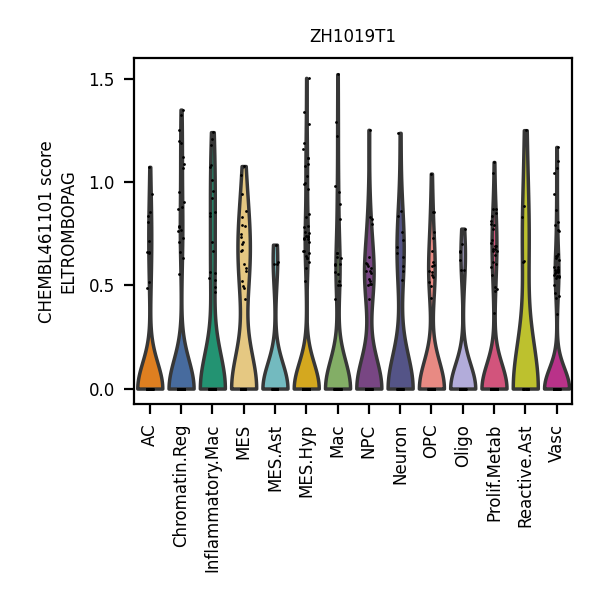 ZH1019T1
CHEMBL461101 score
ELTROMBOPAG
1.5
1.0
0.5
0.0
AC
Chromatin.Reg
Inflammatory.Mac
MES
MES.Ast
MES.Hyp
Mac
NPC
Neuron
OPC
Oligo
Prolif.Metab
Reactive.Ast
Vasc